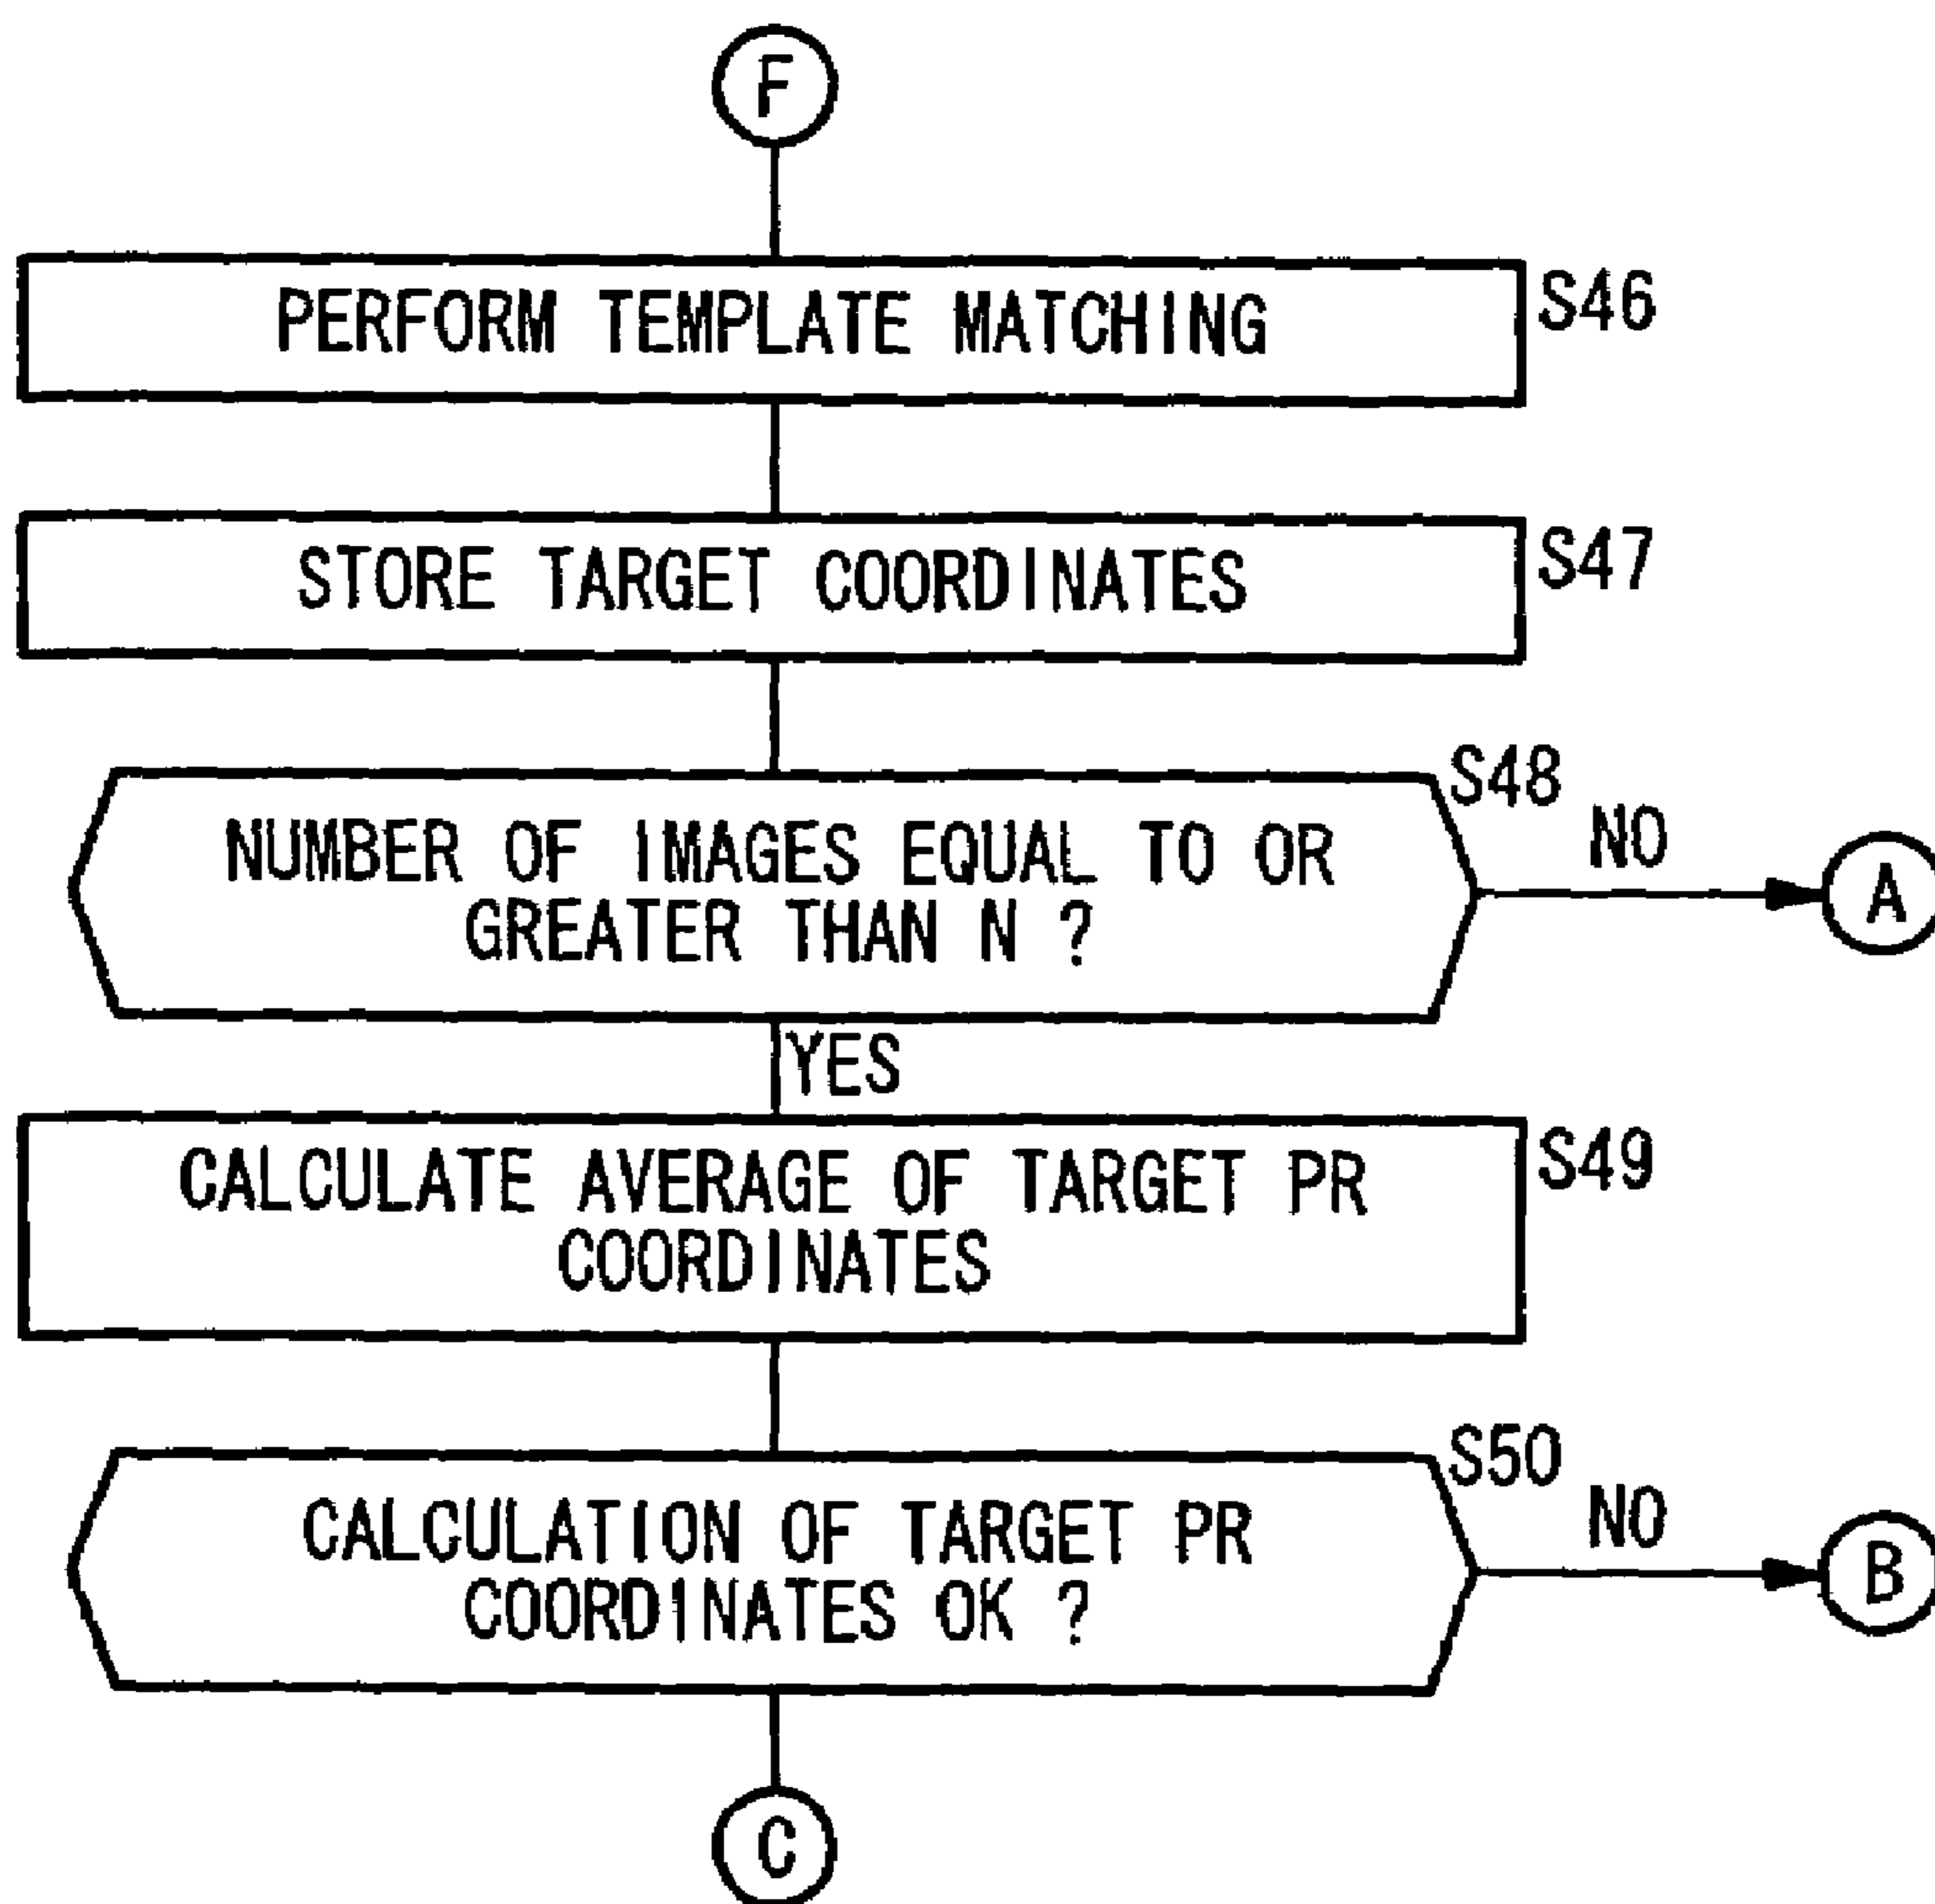 F
PERFORM TEMPLATE MATCHING
S46
STORE TARGET COORDINATES
S47
S48
NUMBER OF IMAGES EQUAL TO OR
GREATER THAN N ?
NO
A
YES
CALCULATE AVERAGE OF TARGET PR
COORDINATES
S49
S50
CALCULATION OF TARGET PR
COORDINATES OK ?
NO
B
C